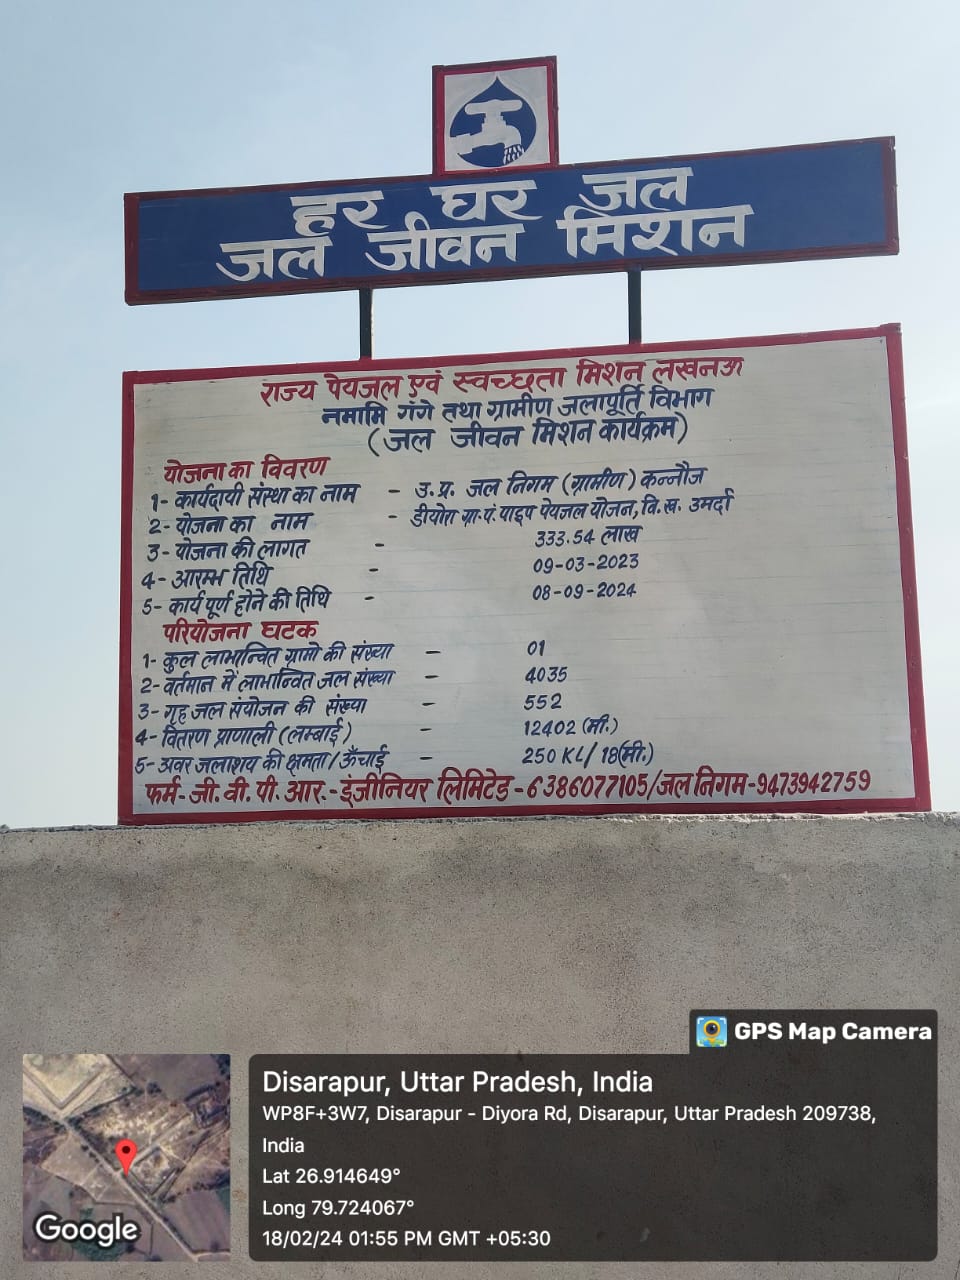 हर घर जल
जल जीवन मिशन
राज्य पेयजल एवं स्वच्छता मिशन लखनऊ
नमामि गंगे तथा ग्रामीण जलापूर्ति विभाग
(जल जीवन मिशन कार्यक्रम)
योजना का विवरण
1- कार्यदायी संस्था का नाम - उ.प्र. जल निगम (ग्रामीण) कन्नौज
2- योजना का नाम - डीयोरा ग्रा.पं. पाइप पेयजल योजन, वि.ख. उमर्दा
3- योजना की लागत - 333.54 लाख
4- आरम्भ तिथि - 09-03-2023
5- कार्य पूर्ण होने की तिथि - 08-09-2024
परियोजना घटक
1- कुल लाभान्वित ग्रामो की संख्या - 01
2- वर्तमान में लाभान्वित जल संख्या - 4035
3- गृह जल संयोजन की संख्या - 552
4- वितरण प्राणाली (लम्बाई) - 12402 (मी.)
5- अवर जलाशय की क्षमता/ऊँचाई - 250 KL/18(मी.)
फर्म- जी. वी. पी. आर.- इंजीनियर लिमिटेड - 6386077105/जल निगम-9473942759
GPS Map Camera
Disarapur, Uttar Pradesh, India
WP8F+3W7, Disarapur - Diyora Rd, Disarapur, Uttar Pradesh 209738,
India
Lat 26.914649°
Long 79.724067°
18/02/24 01:55 PM GMT +05:30
Google